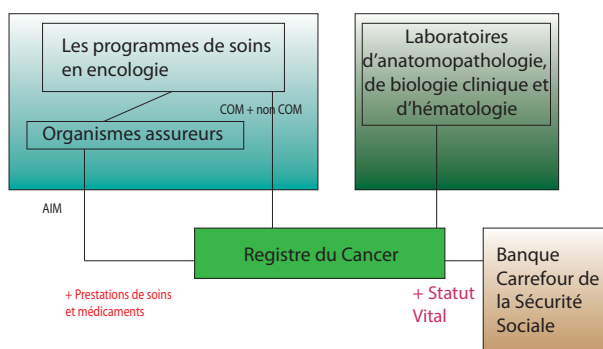 Les programmes de soins
en encologie
COM + non COM
Organismes assureurs
Laboratoires
d'anatomopathologie,
de biologie clinique et
d'hématologie
AIM
Registre du Cancer
+ Prestations de soins
et médicaments
+ Statut
Vital
Banque
Carrefour de
la Sécurité
Sociale